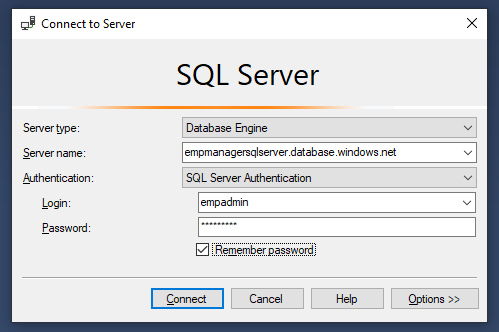 Connect to Server
SQL Server
Server type: Database Engine
Server name: empmanagersqlserver.database.windows.net
Authentication: SQL Server Authentication
Login: empadmin
Password: *********
Remember password
Connect Cancel Help Options >>